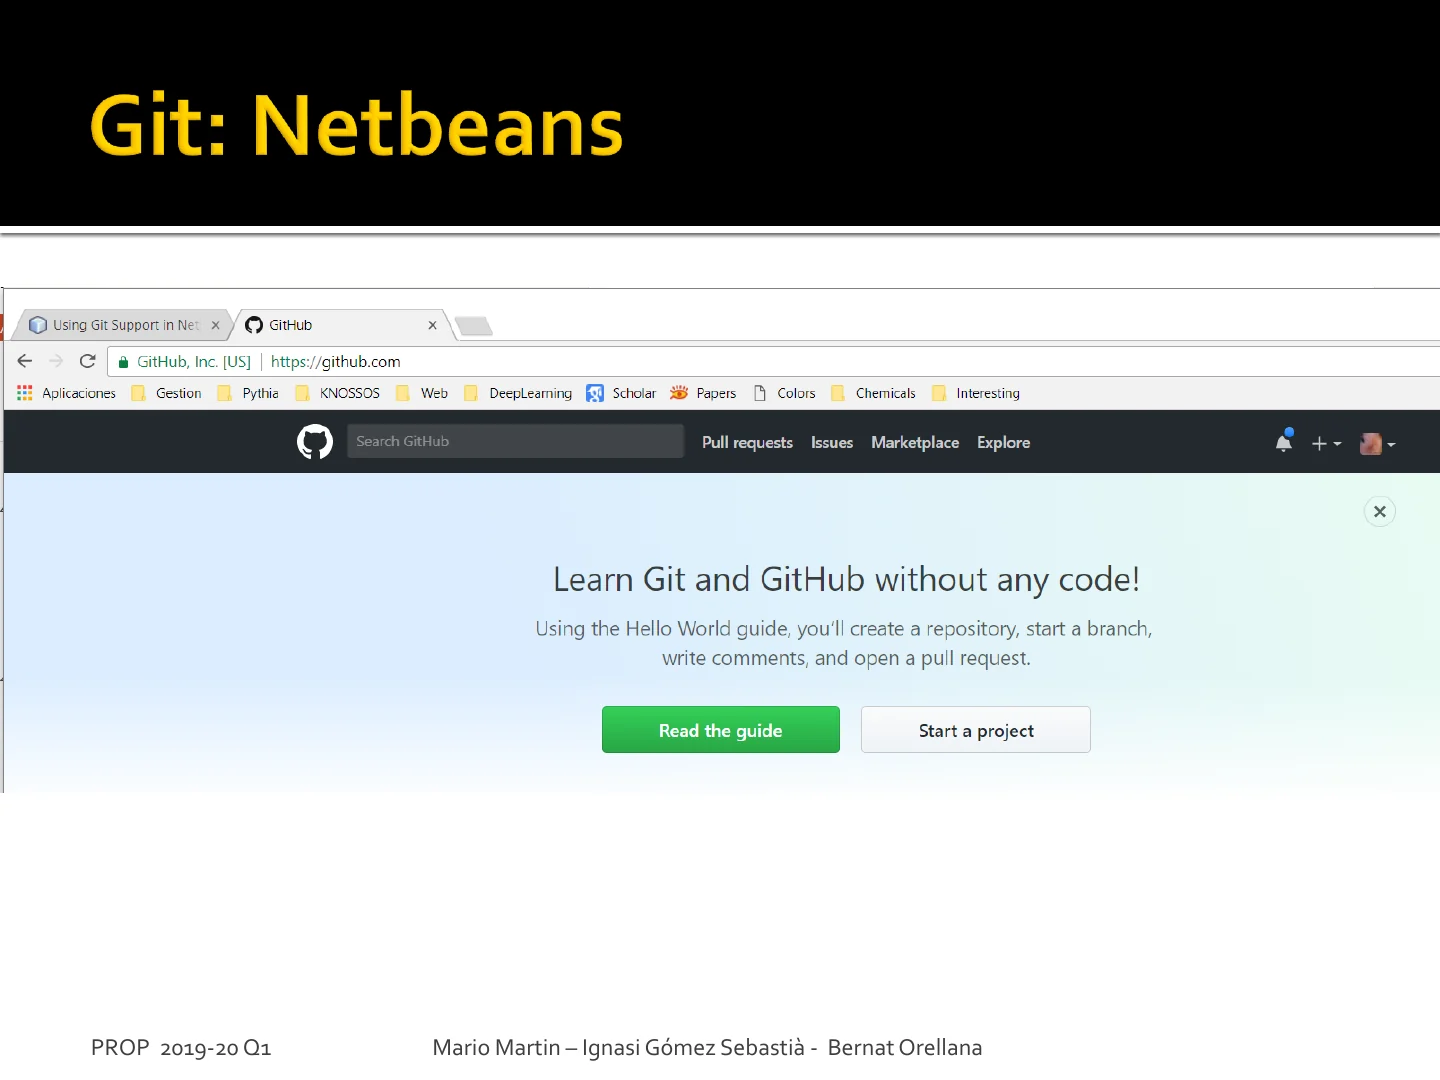 Git: Netbeans
Using Git Support in Net
GitHub
GitHub, Inc. [US] https://github.com
Aplicaciones Gestion Pythia KNOSSOS Web DeepLearning Scholar Papers Colors Chemicals Interesting
Search GitHub Pull requests Issues Marketplace Explore
Learn Git and GitHub without any code!
Using the Hello World guide, you’ll create a repository, start a branch,
write comments, and open a pull request.
Read the guide Start a project
PROP 2019-20 Q1 Mario Martin – Ignasi Gómez Sebastià - Bernat Orellana